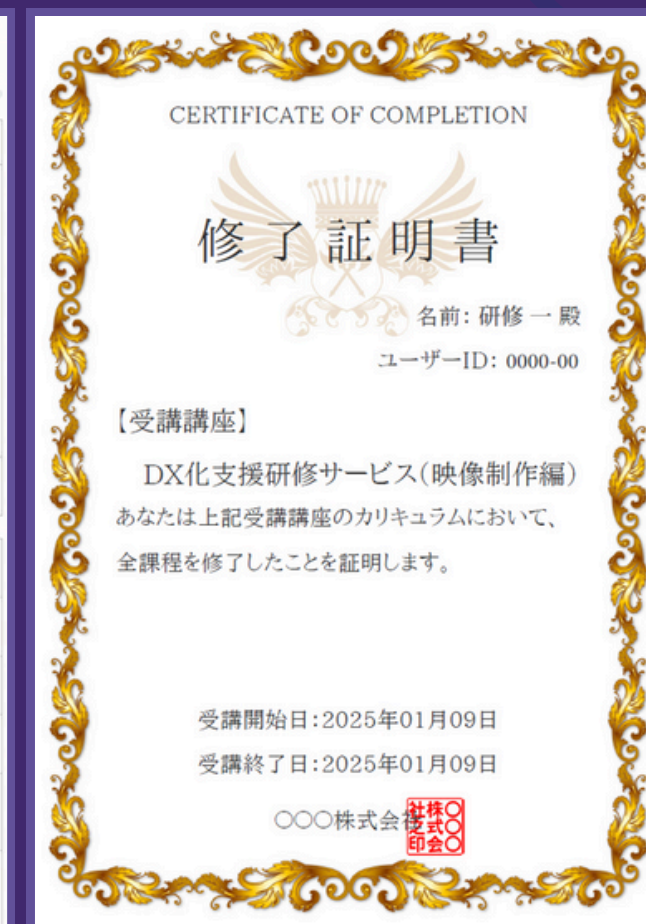 CERTIFICATE OF COMPLETION
修了証明書
名前: 研修 一 殿
ユーザーID: 0000-00
【受講講座】
DX化支援研修サービス(映像制作編)
あなたは上記受講講座のカリキュラムにおいて、
全課程を修了したことを証明します。
受講開始日:2025年01月09日
受講終了日:2025年01月09日
○○○株式会社
○○○
株式会
社之印